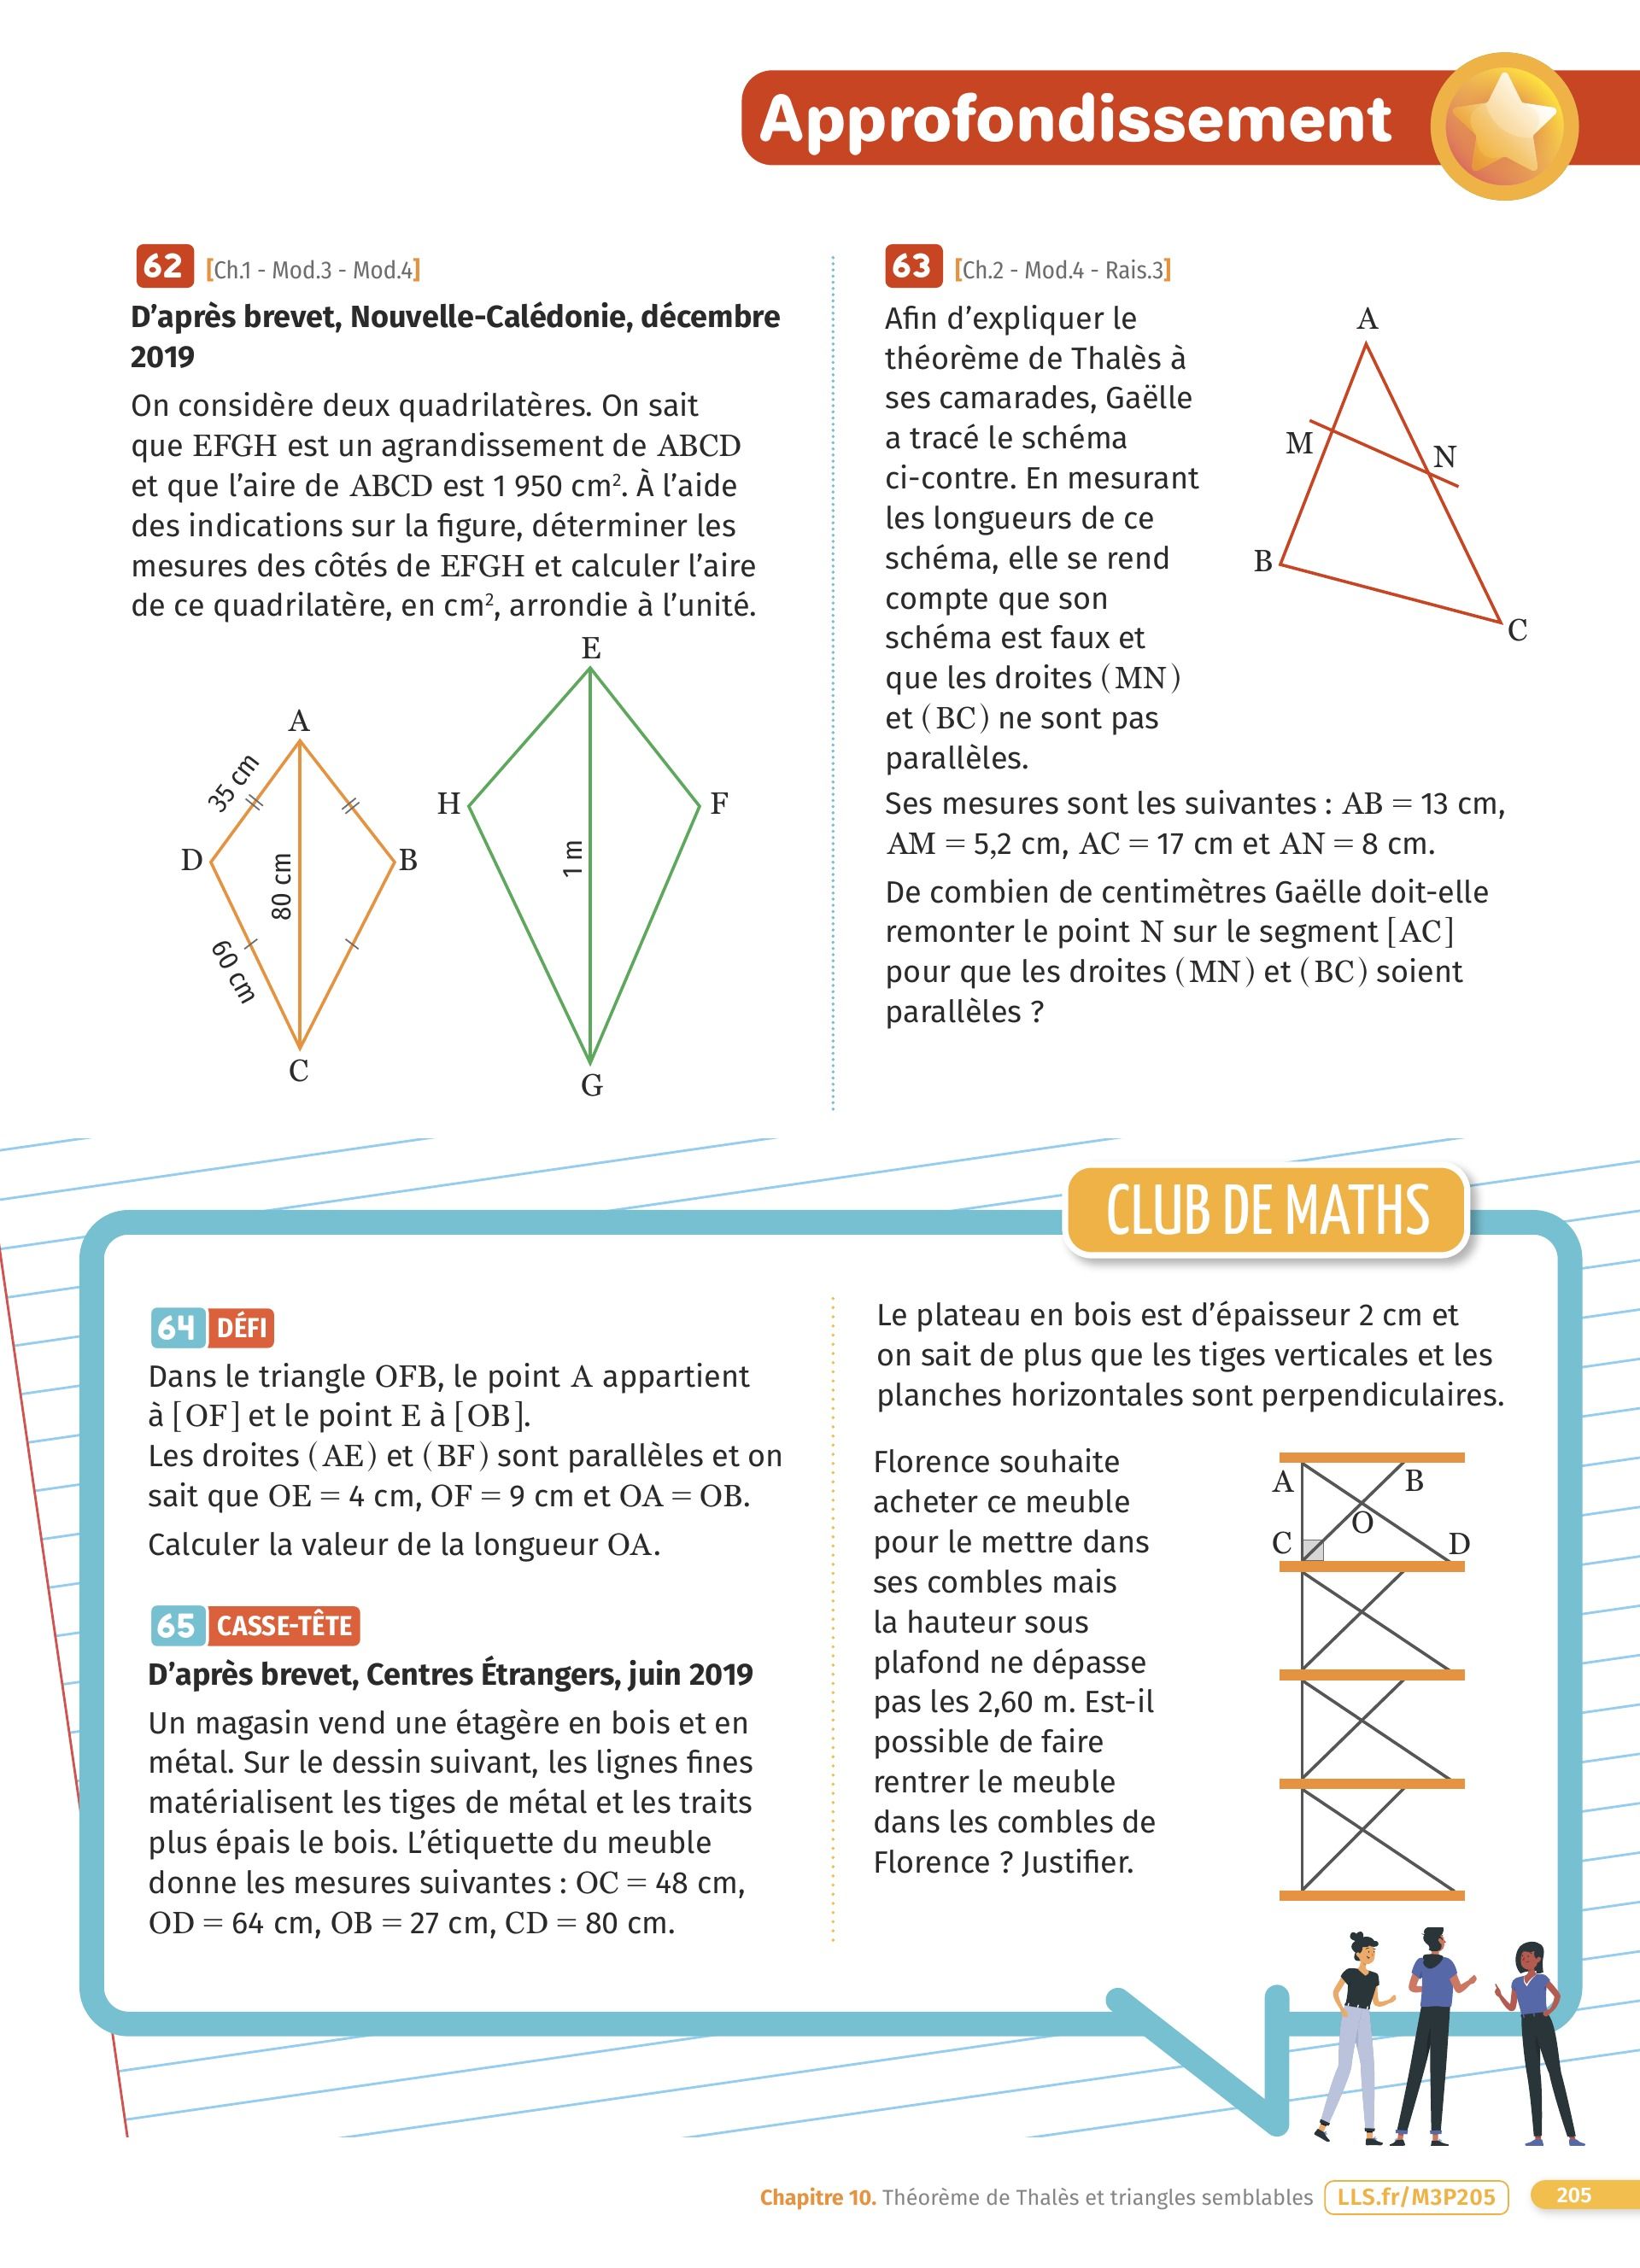 Approfondissement
62 [Ch.1 - Mod.3 - Mod.4]
D’après brevet, Nouvelle-Calédonie, décembre
2019
On considère deux quadrilatères. On sait
que EFGH est un agrandissement de ABCD
et que l’aire de ABCD est 1 950 cm². À l’aide
des indications sur la figure, déterminer les
mesures des côtés de EFGH et calculer l’aire
de ce quadrilatère, en cm², arrondie à l’unité.
E
A
35 cm
H
F
D
80 cm
B
1 m
60 cm
C
G
63 [Ch.2 - Mod.4 - Rais.3]
Afin d’expliquer le
théorème de Thalès à
ses camarades, Gaëlle
a tracé le schéma
ci-contre. En mesurant
les longueurs de ce
schéma, elle se rend
compte que son
schéma est faux et
que les droites (MN)
et (BC) ne sont pas
parallèles.
A
M
N
B
C
Ses mesures sont les suivantes : AB = 13 cm,
AM = 5,2 cm, AC = 17 cm et AN = 8 cm.
De combien de centimètres Gaëlle doit-elle
remonter le point N sur le segment [AC]
pour que les droites (MN) et (BC) soient
parallèles ?
CLUB DE MATHS
64 DÉFI
Dans le triangle OFB, le point A appartient
à [OF] et le point E à [OB].
Les droites (AE) et (BF) sont parallèles et on
sait que OE = 4 cm, OF = 9 cm et OA = OB.
Calculer la valeur de la longueur OA.
65 CASSE-TÊTE
D’après brevet, Centres Étrangers, juin 2019
Un magasin vend une étagère en bois et en
métal. Sur le dessin suivant, les lignes fines
matérialisent les tiges de métal et les traits
plus épais le bois. L’étiquette du meuble
donne les mesures suivantes : OC = 48 cm,
OD = 64 cm, OB = 27 cm, CD = 80 cm.
Le plateau en bois est d’épaisseur 2 cm et
on sait de plus que les tiges verticales et les
planches horizontales sont perpendiculaires.
Florence souhaite
acheter ce meuble
pour le mettre dans
ses combles mais
la hauteur sous
plafond ne dépasse
pas les 2,60 m. Est-il
possible de faire
rentrer le meuble
dans les combles de
Florence ? Justifier.
A
B
O
C
D
Chapitre 10. Théorème de Thalès et triangles semblables LLS.fr/M3P205 205